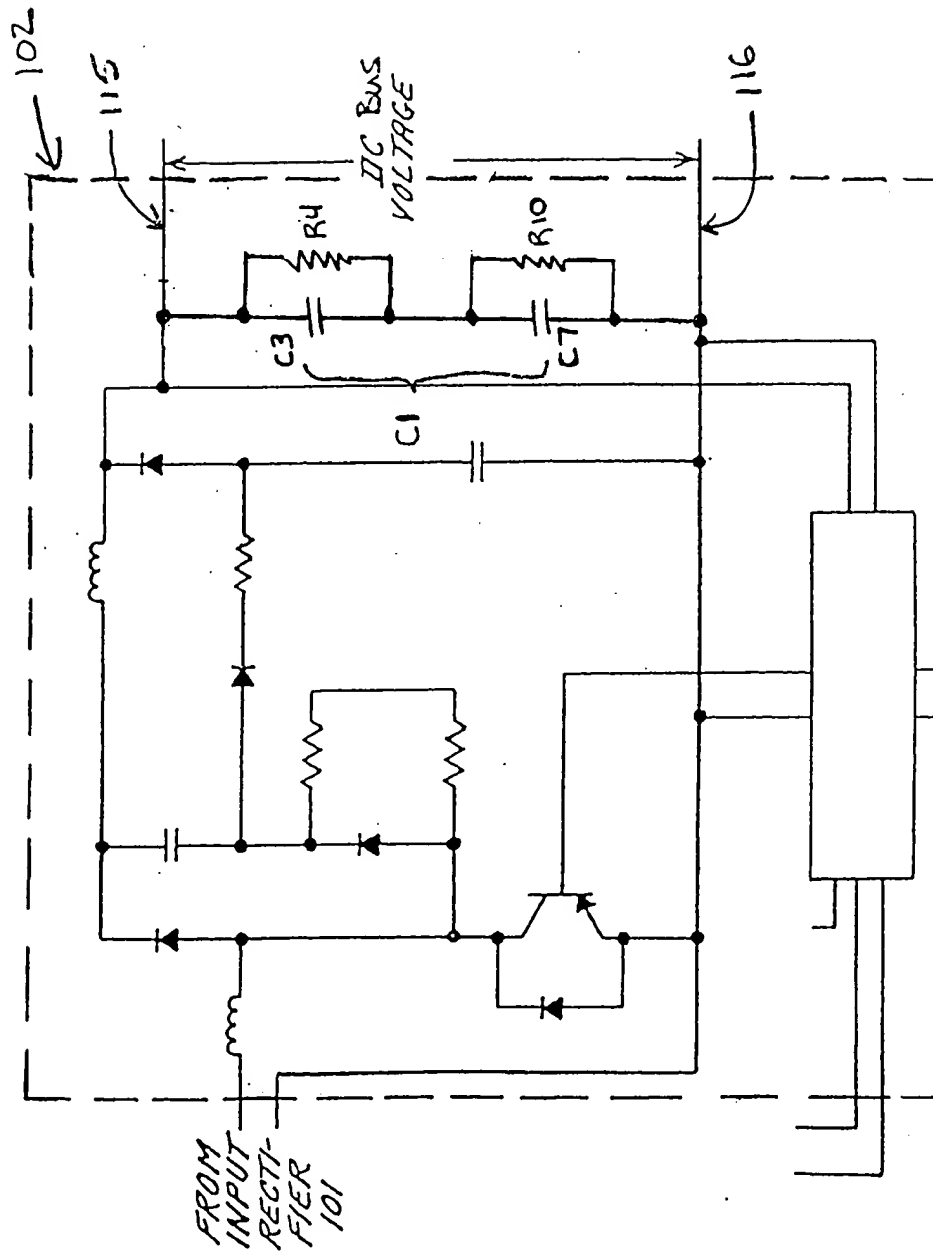 102
115
DC BUS
VOLTAGE
R4
R10
C3
C7
C1
116
FROM
INPUT
RECTI-
FIER
101